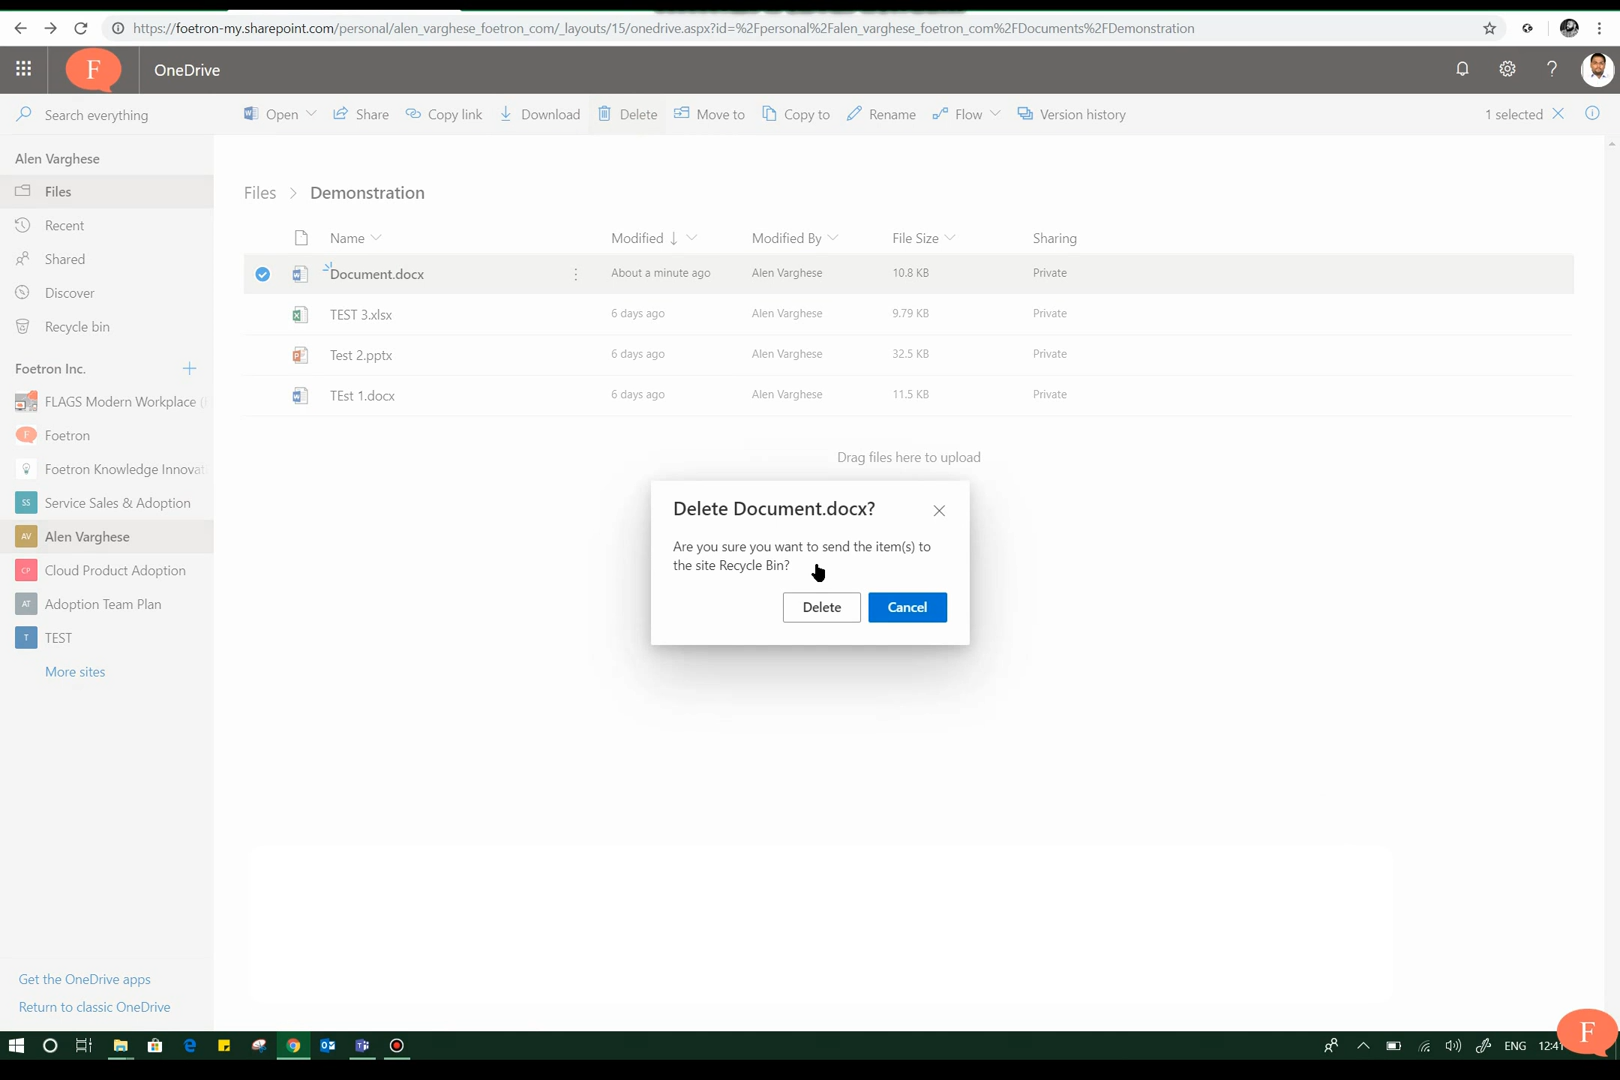 https://foetron-my.sharepoint.com/personal/alen_varghese_foetron_com/_layouts/15/onedrive.aspx?id=%2Fpersonal%2Falen_varghese_foetron_com%2FDocuments%2FDemonstration
F OneDrive ?
Search everything Open Share Copy link Download Delete Move to Copy to Rename Flow Version history 1 selected
Alen Varghese
Files
Recent
Shared
Discover
Recycle bin
Foetron Inc. +
FLAGS Modern Workplace (
F Foetron
Foetron Knowledge Innovat
SS Service Sales & Adoption
AV Alen Varghese
CP Cloud Product Adoption
AT Adoption Team Plan
T TEST
More sites
Get the OneDrive apps
Return to classic OneDrive
Files > Demonstration
Name Modified Modified By File Size Sharing
Document.docx About a minute ago Alen Varghese 10.8 KB Private
TEST 3.xlsx 6 days ago Alen Varghese 9.79 KB Private
Test 2.pptx 6 days ago Alen Varghese 32.5 KB Private
TEst 1.docx 6 days ago Alen Varghese 11.5 KB Private
Drag files here to upload
Delete Document.docx?
Are you sure you want to send the item(s) to
the site Recycle Bin?
Delete Cancel
ENG 12:41
F